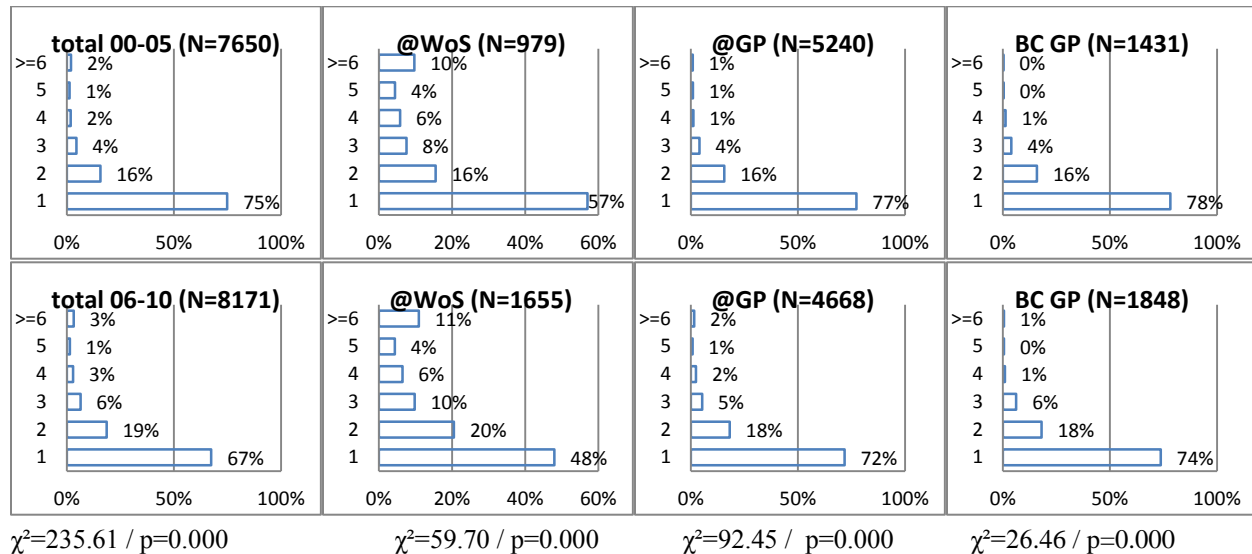 total 00-05 (N=7650)
>=6 2%
5 1%
4 2%
3 4%
2 16%
1 75%
0% 50% 100%
@WoS (N=979)
>=6 10%
5 4%
4 6%
3 8%
2 16%
1 57%
0% 20% 40% 60%
@GP (N=5240)
>=6 1%
5 1%
4 1%
3 4%
2 16%
1 77%
0% 50% 100%
BC GP (N=1431)
>=6 0%
5 0%
4 1%
3 4%
2 16%
1 78%
0% 50% 100%
total 06-10 (N=8171)
>=6 3%
5 1%
4 3%
3 6%
2 19%
1 67%
0% 50% 100%
@WoS (N=1655)
>=6 11%
5 4%
4 6%
3 10%
2 20%
1 48%
0% 20% 40% 60%
@GP (N=4668)
>=6 2%
5 1%
4 2%
3 5%
2 18%
1 72%
0% 50% 100%
BC GP (N=1848)
>=6 1%
5 0%
4 1%
3 6%
2 18%
1 74%
0% 50% 100%
χ²=235.61 / p=0.000 χ²=59.70 / p=0.000 χ²=92.45 / p=0.000 χ²=26.46 / p=0.000